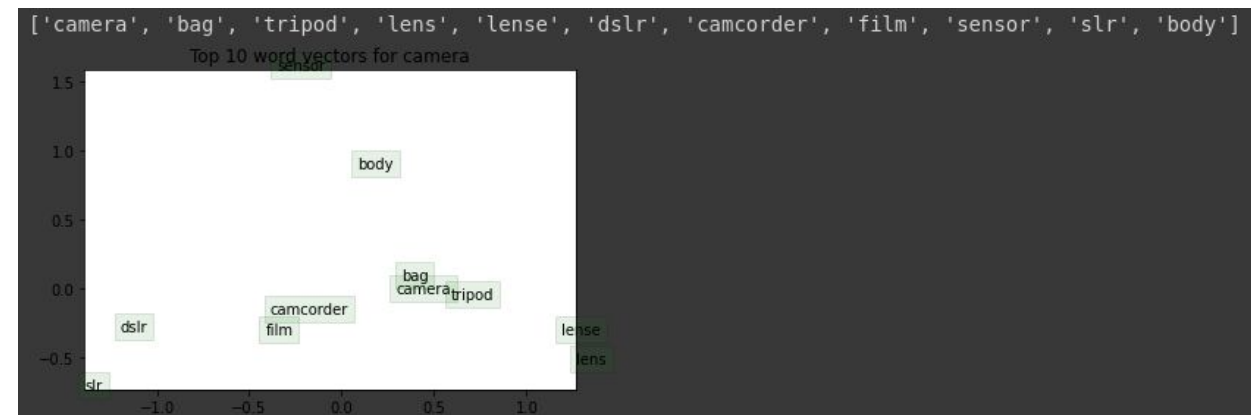 ['camera', 'bag', 'tripod', 'lens', 'lense', 'dslr', 'camcorder', 'film', 'sensor', 'slr', 'body']
Top 10 word vectors for camera
sensor
1.5
1.0
body
0.5
bag
0.0
camera
tripod
camcorder
dslr
film
lense
−0.5
lens
slr
−1.0 −0.5 0.0 0.5 1.0